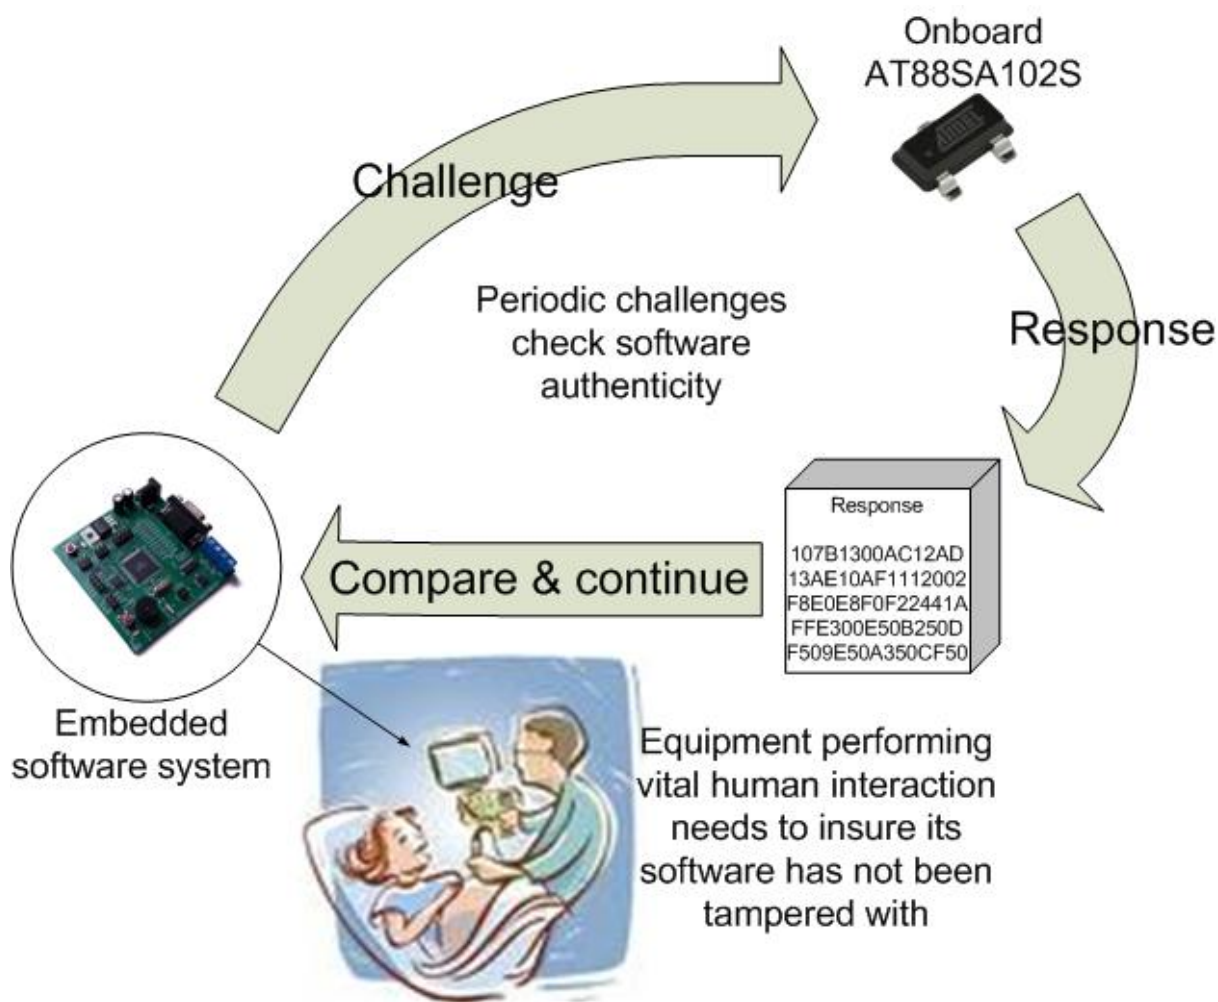 Onboard
AT88SA102S
Challenge
Periodic challenges
check software
authenticity
Response
Response
107B1300AC12AD
13AE10AF1112002
F8E0E8F0F22441A
FFE300E50B250D
F509E50A350CF50
Compare & continue
Embedded
software system
Equipment performing
vital human interaction
needs to insure its
software has not been
tampered with